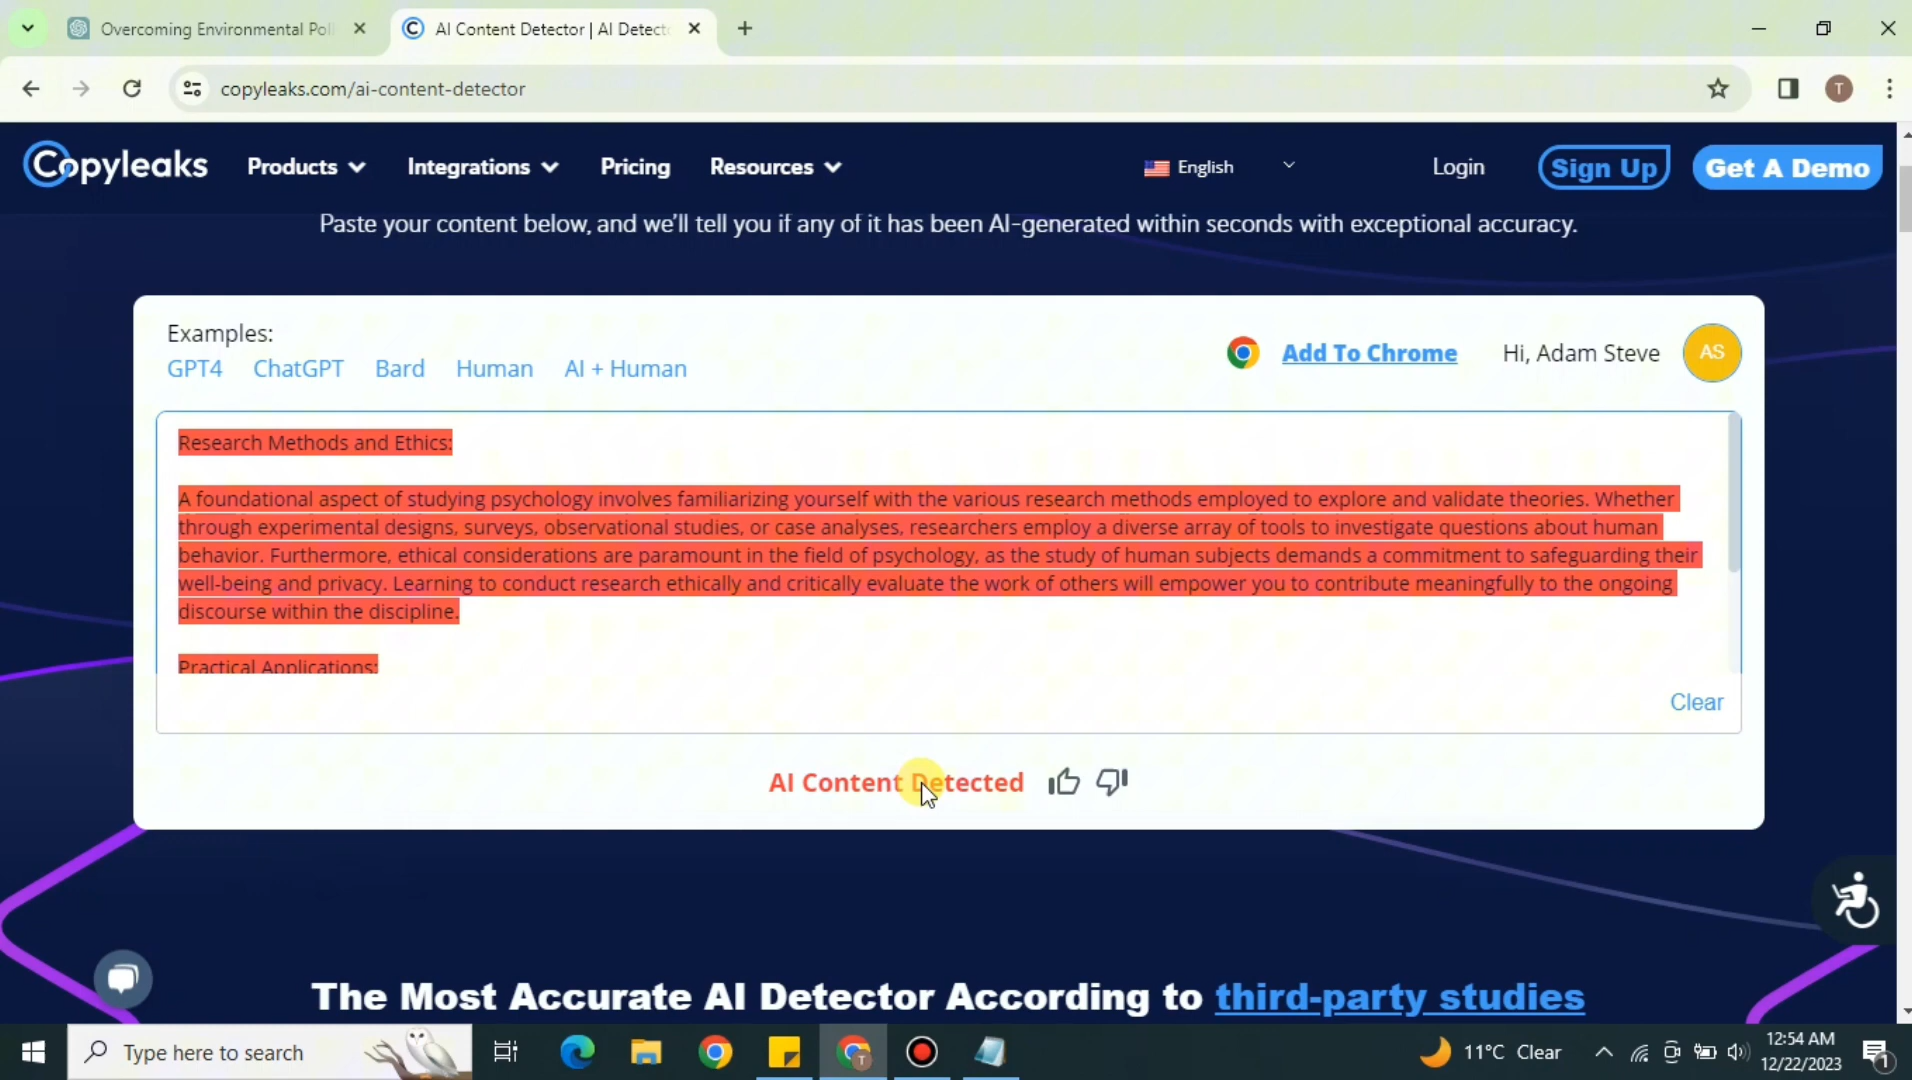 Overcoming Environmental Poll
AI Content Detector | AI Detecto
copyleaks.com/ai-content-detector
Copyleaks
Products
Integrations
Pricing
Resources
English
Login
Sign Up
Get A Demo
Paste your content below, and we'll tell you if any of it has been AI-generated within seconds with exceptional accuracy.
Examples:
GPT4 ChatGPT Bard Human AI + Human
Add To Chrome
Hi, Adam Steve
AS
Research Methods and Ethics:
A foundational aspect of studying psychology involves familiarizing yourself with the various research methods employed to explore and validate theories. Whether
through experimental designs, surveys, observational studies, or case analyses, researchers employ a diverse array of tools to investigate questions about human
behavior. Furthermore, ethical considerations are paramount in the field of psychology, as the study of human subjects demands a commitment to safeguarding their
well-being and privacy. Learning to conduct research ethically and critically evaluate the work of others will empower you to contribute meaningfully to the ongoing
discourse within the discipline.
Practical Applications:
Clear
AI Content Detected
The Most Accurate AI Detector According to third-party studies
Type here to search
T
11°C Clear
12:54 AM
12/22/2023
1